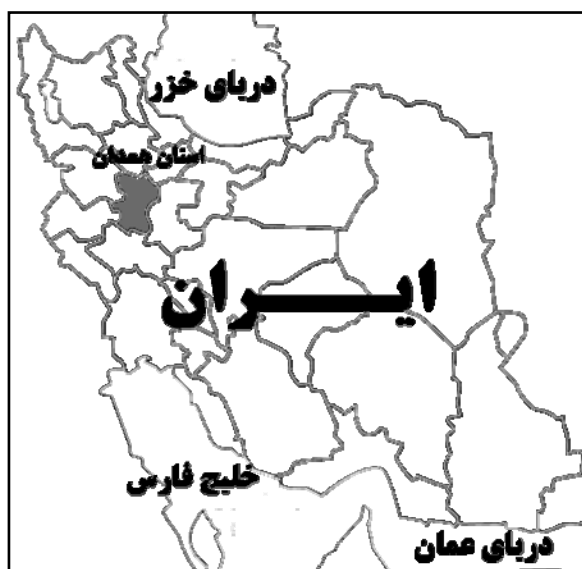 دریای خزر
استان همدان
ایـــران
خلیج فارس
دریای عمان